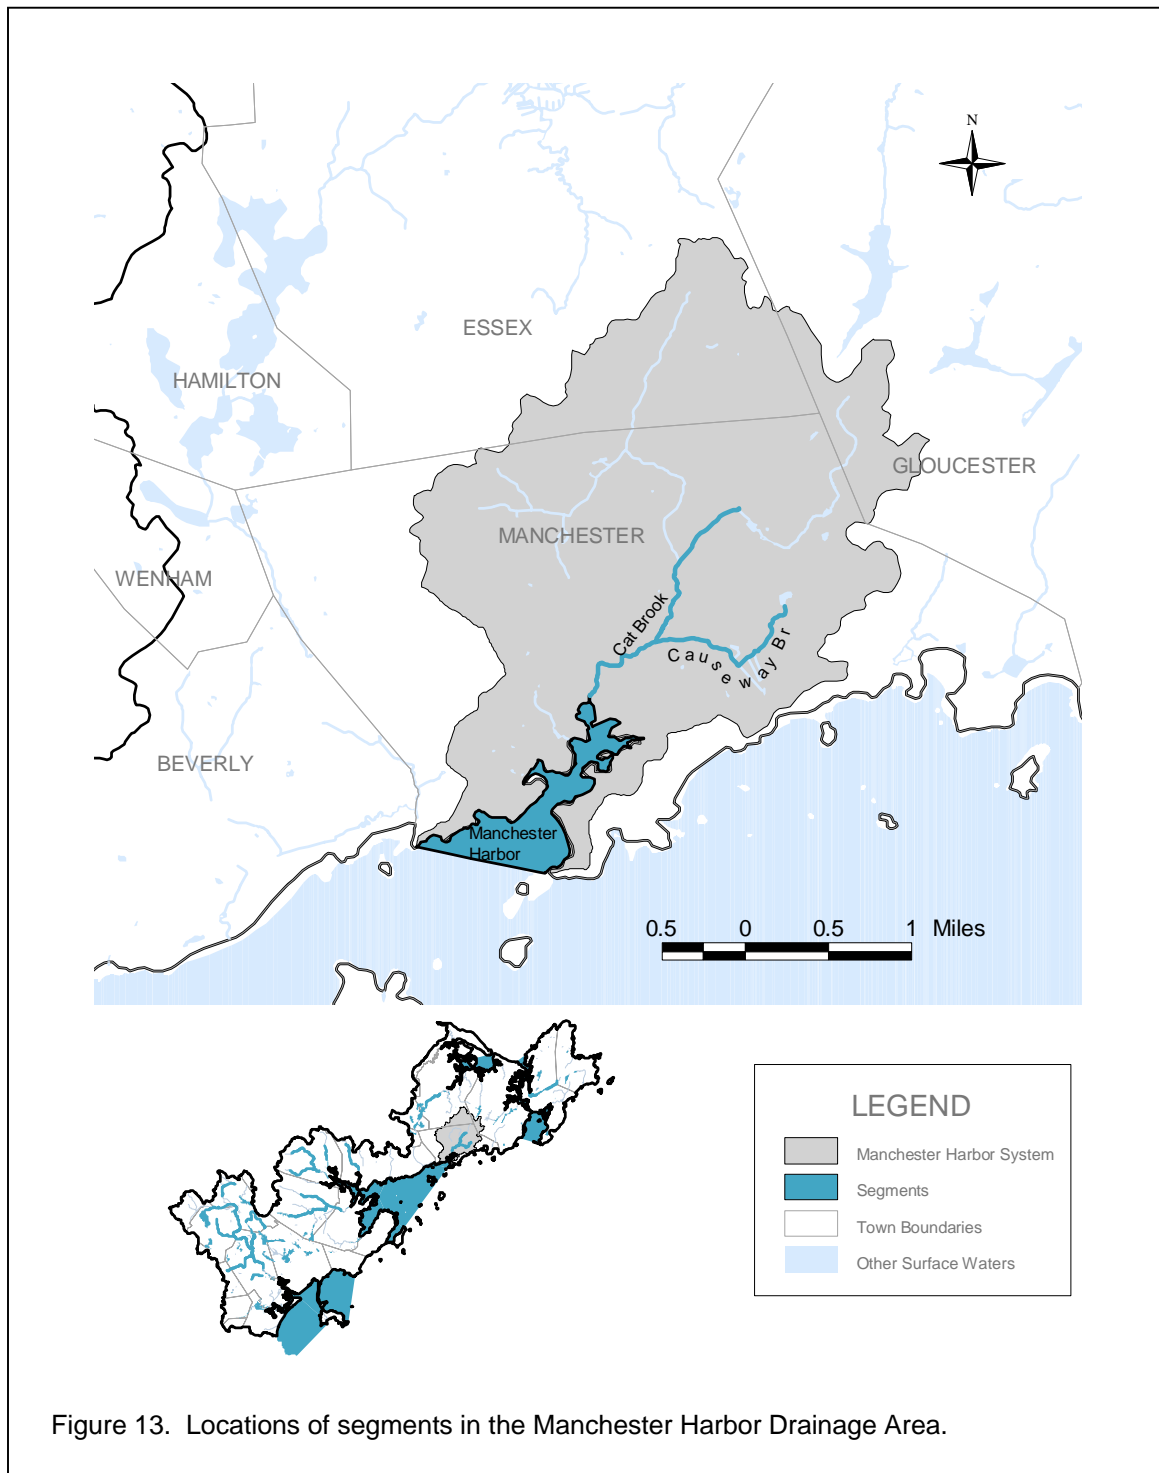 N
ESSEX
HAMILTON
GLOUCESTER
MANCHESTER
WENHAM
Cat Brook
Causeway Br
BEVERLY
Manchester
Harbor
0.5 0 0.5 1 Miles
LEGEND
Manchester Harbor System
Segments
Town Boundaries
Other Surface Waters
Figure 13. Locations of segments in the Manchester Harbor Drainage Area.